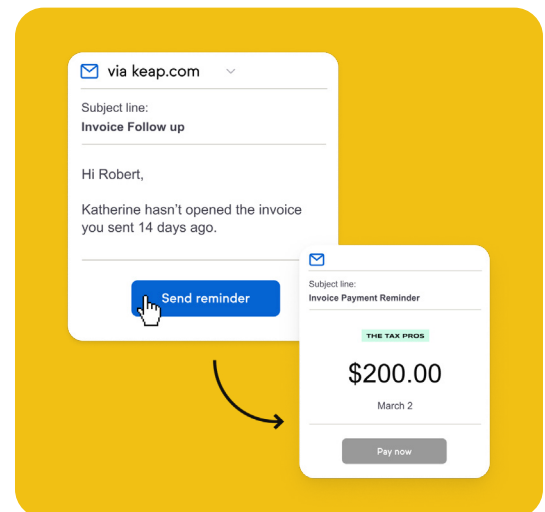 via keap.com
Subject line:
Invoice Follow up
Hi Robert,
Katherine hasn't opened the invoice
you sent 14 days ago.
Send reminder
Subject line:
Invoice Payment Reminder
THE TAX PROS
$200.00
March 2
Pay now